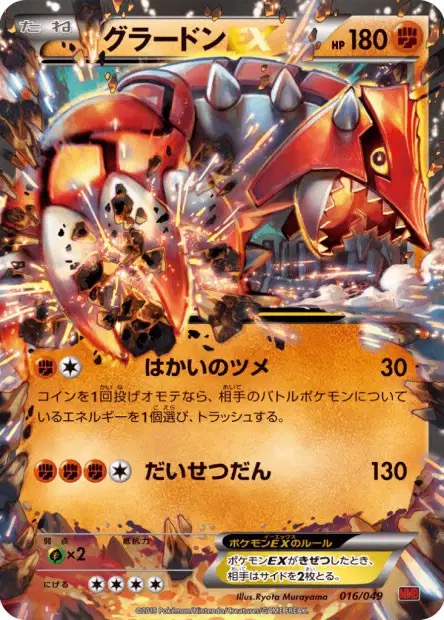 たね グラードンEX HP180
はかいのツメ 30
コインを1回投げオモテなら、相手のバトルポケモンについて
いるエネルギーを1個選び、トラッシュする。
だいせつだん 130
弱点 抵抗力
×2
にげる
ポケモンEXのルール
ポケモンEXがきぜつしたとき、
相手はサイドを2枚とる。
Illus.Ryota Murayama 016/049 MMB
©2015 Pokémon/Nintendo/Creatures/GAME FREAK.